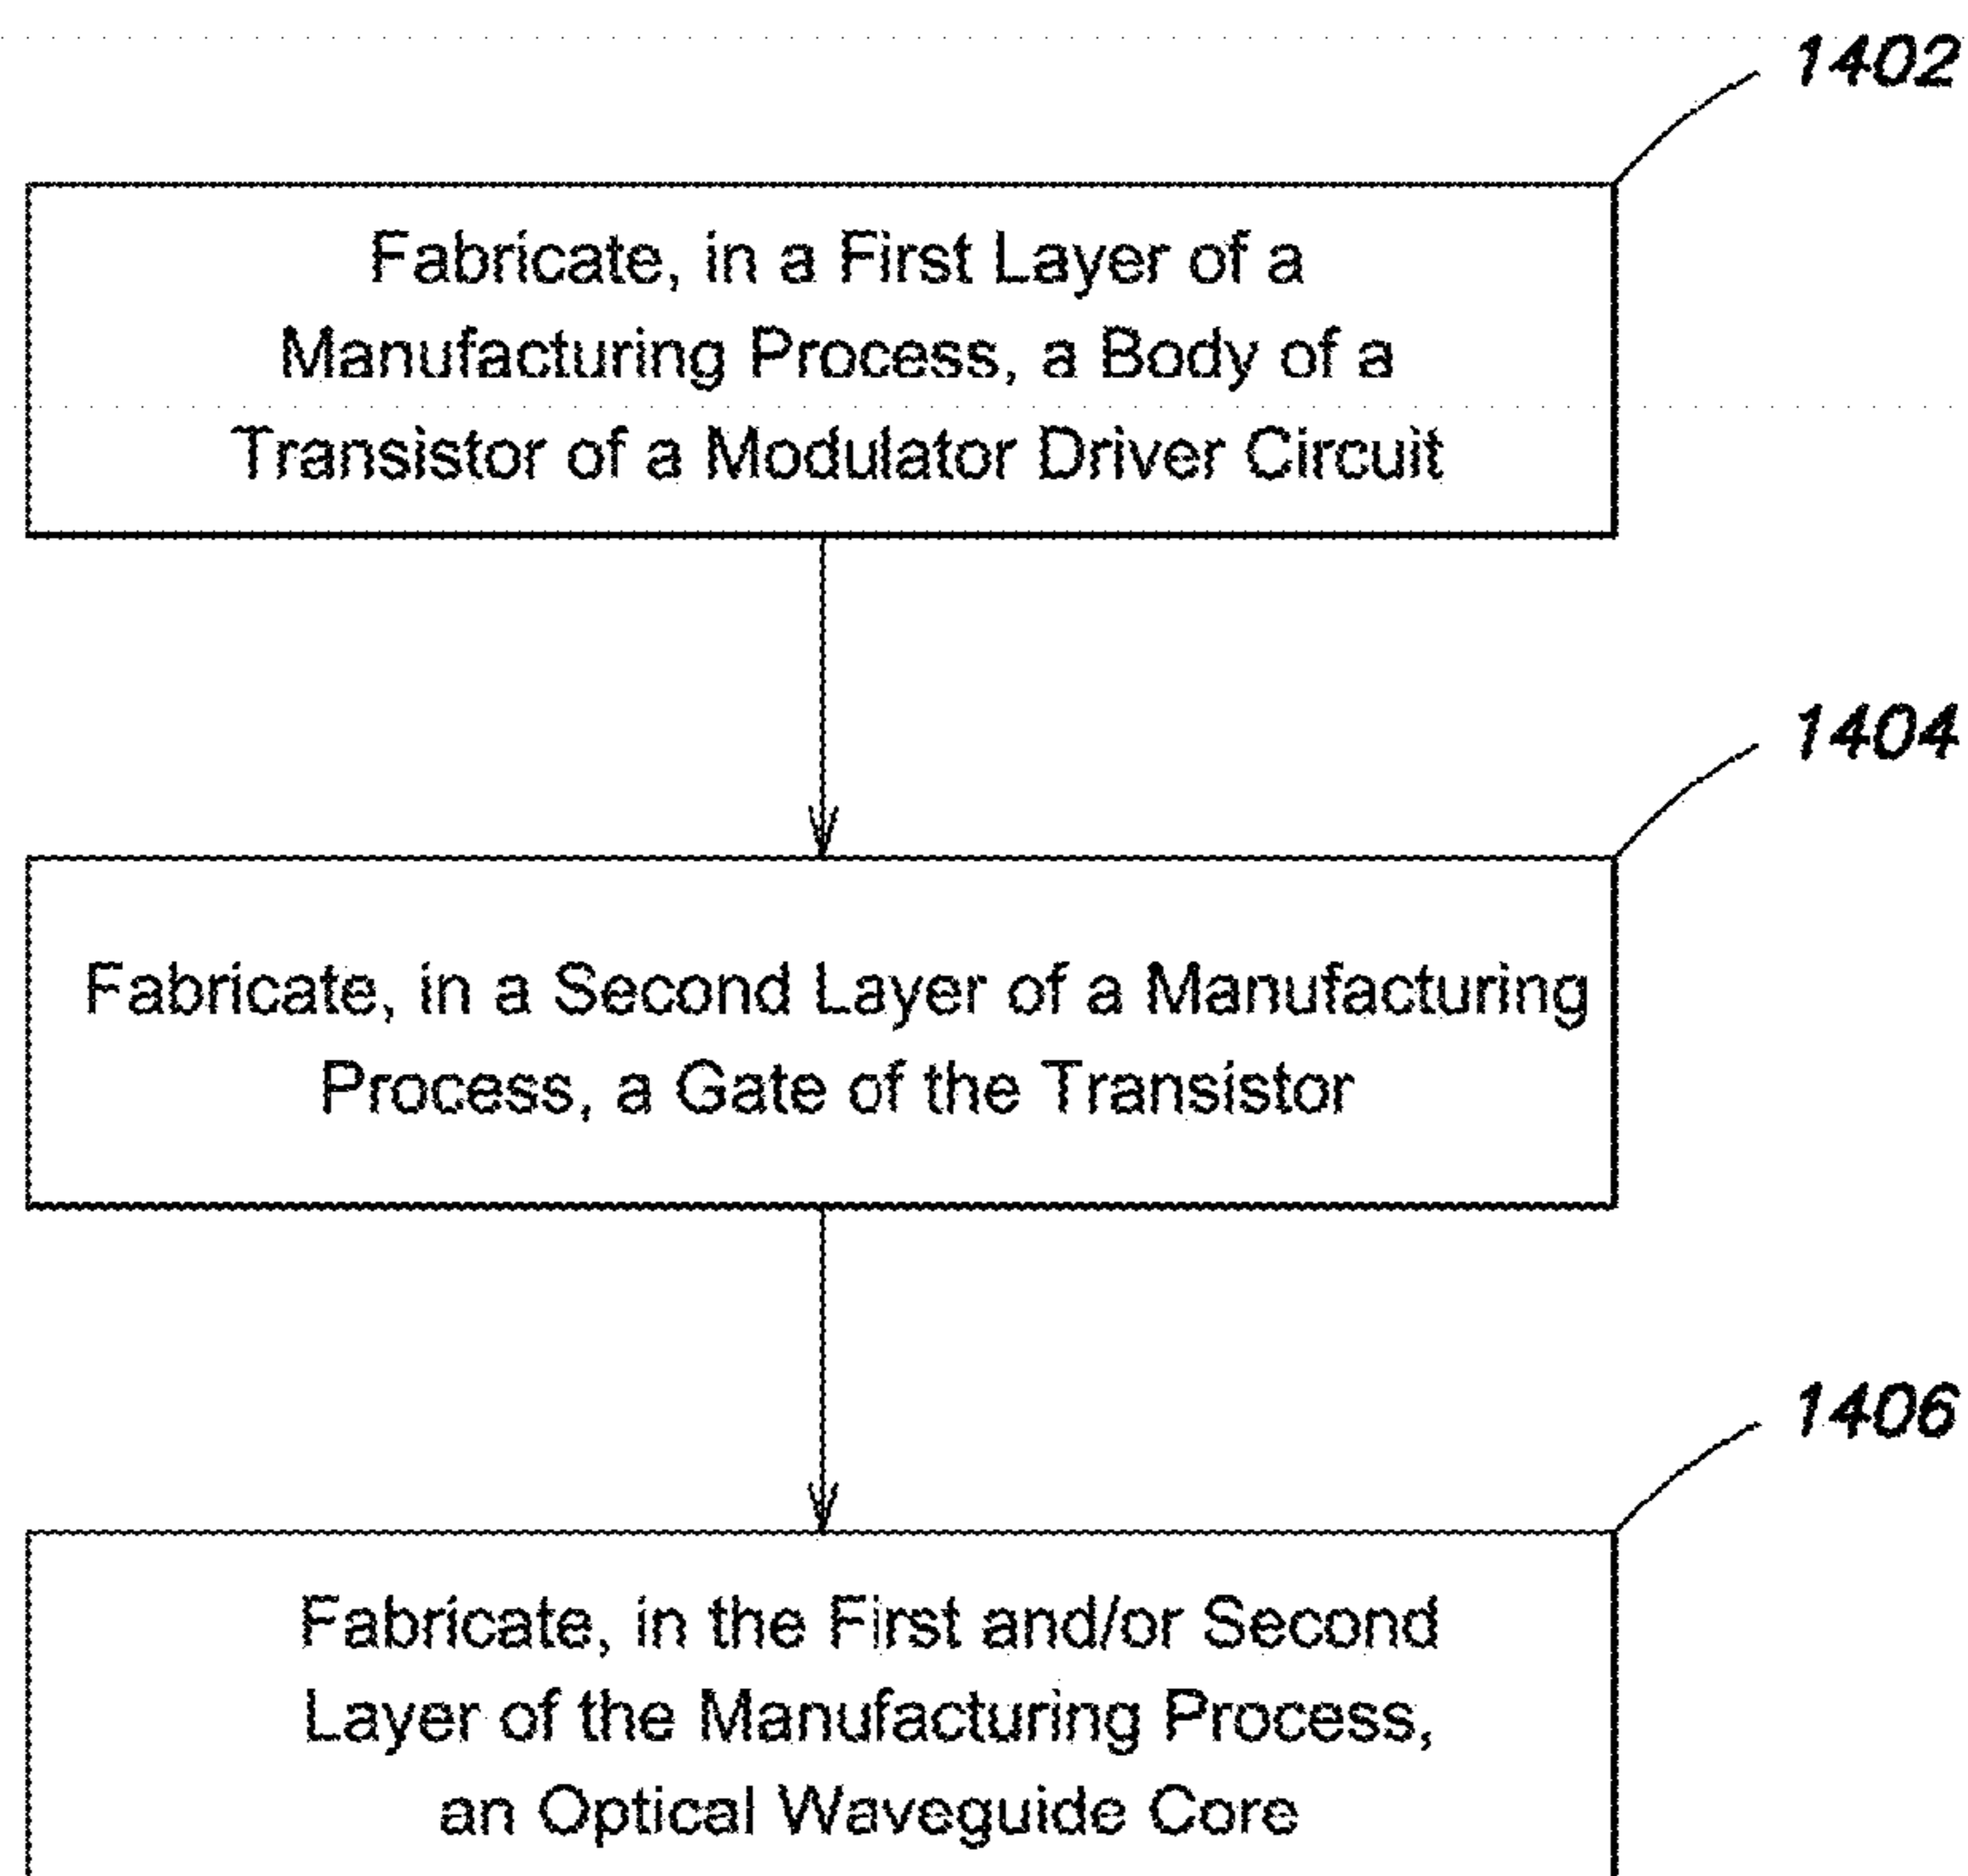 1402
Fabricate, in a First Layer of a
Manufacturing Process, a Body of a
Transistor of a Modulator Driver Circuit
1404
Fabricate, in a Second Layer of a Manufacturing
Process, a Gate of the Transistor
1406
Fabricate, in the First and/or Second
Layer of the Manufacturing Process,
an Optical Waveguide Core